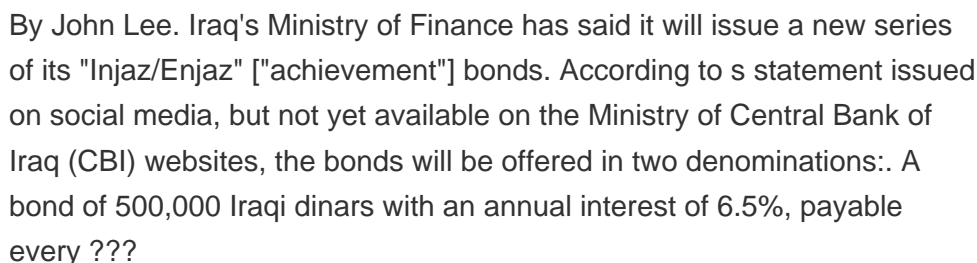 By John Lee. Iraq's Ministry of Finance has said it will issue a new series
of its "Injaz/Enjaz" ["achievement"] bonds. According to s statement issued
on social media, but not yet available on the Ministry of Central Bank of
Iraq (CBI) websites, the bonds will be offered in two denominations:. A
bond of 500,000 Iraqi dinars with an annual interest of 6.5%, payable
every ???